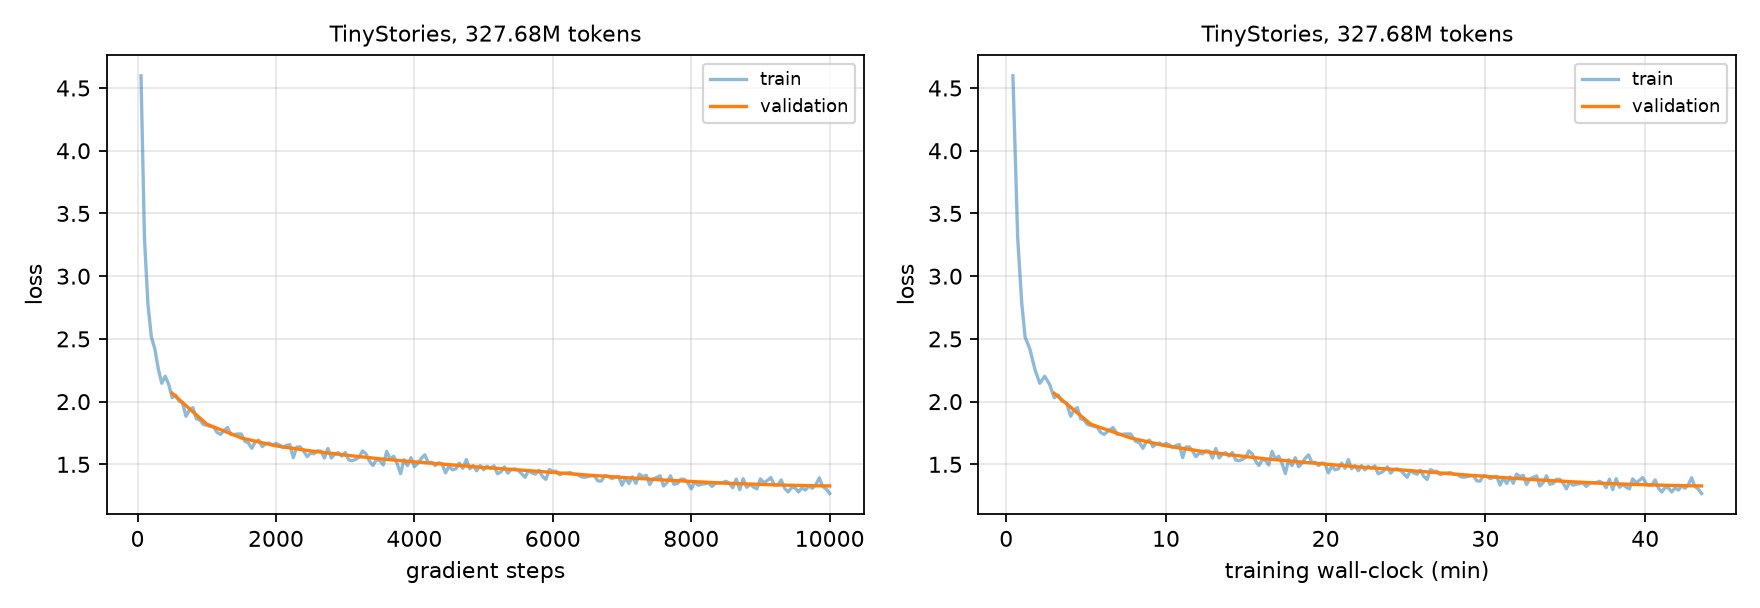 TinyStories, 327.68M tokens
loss
4.5
4.0
3.5
3.0
2.5
2.0
1.5
train
validation
0 2000 4000 6000 8000 10000
gradient steps
TinyStories, 327.68M tokens
loss
4.5
4.0
3.5
3.0
2.5
2.0
1.5
train
validation
0 10 20 30 40
training wall-clock (min)